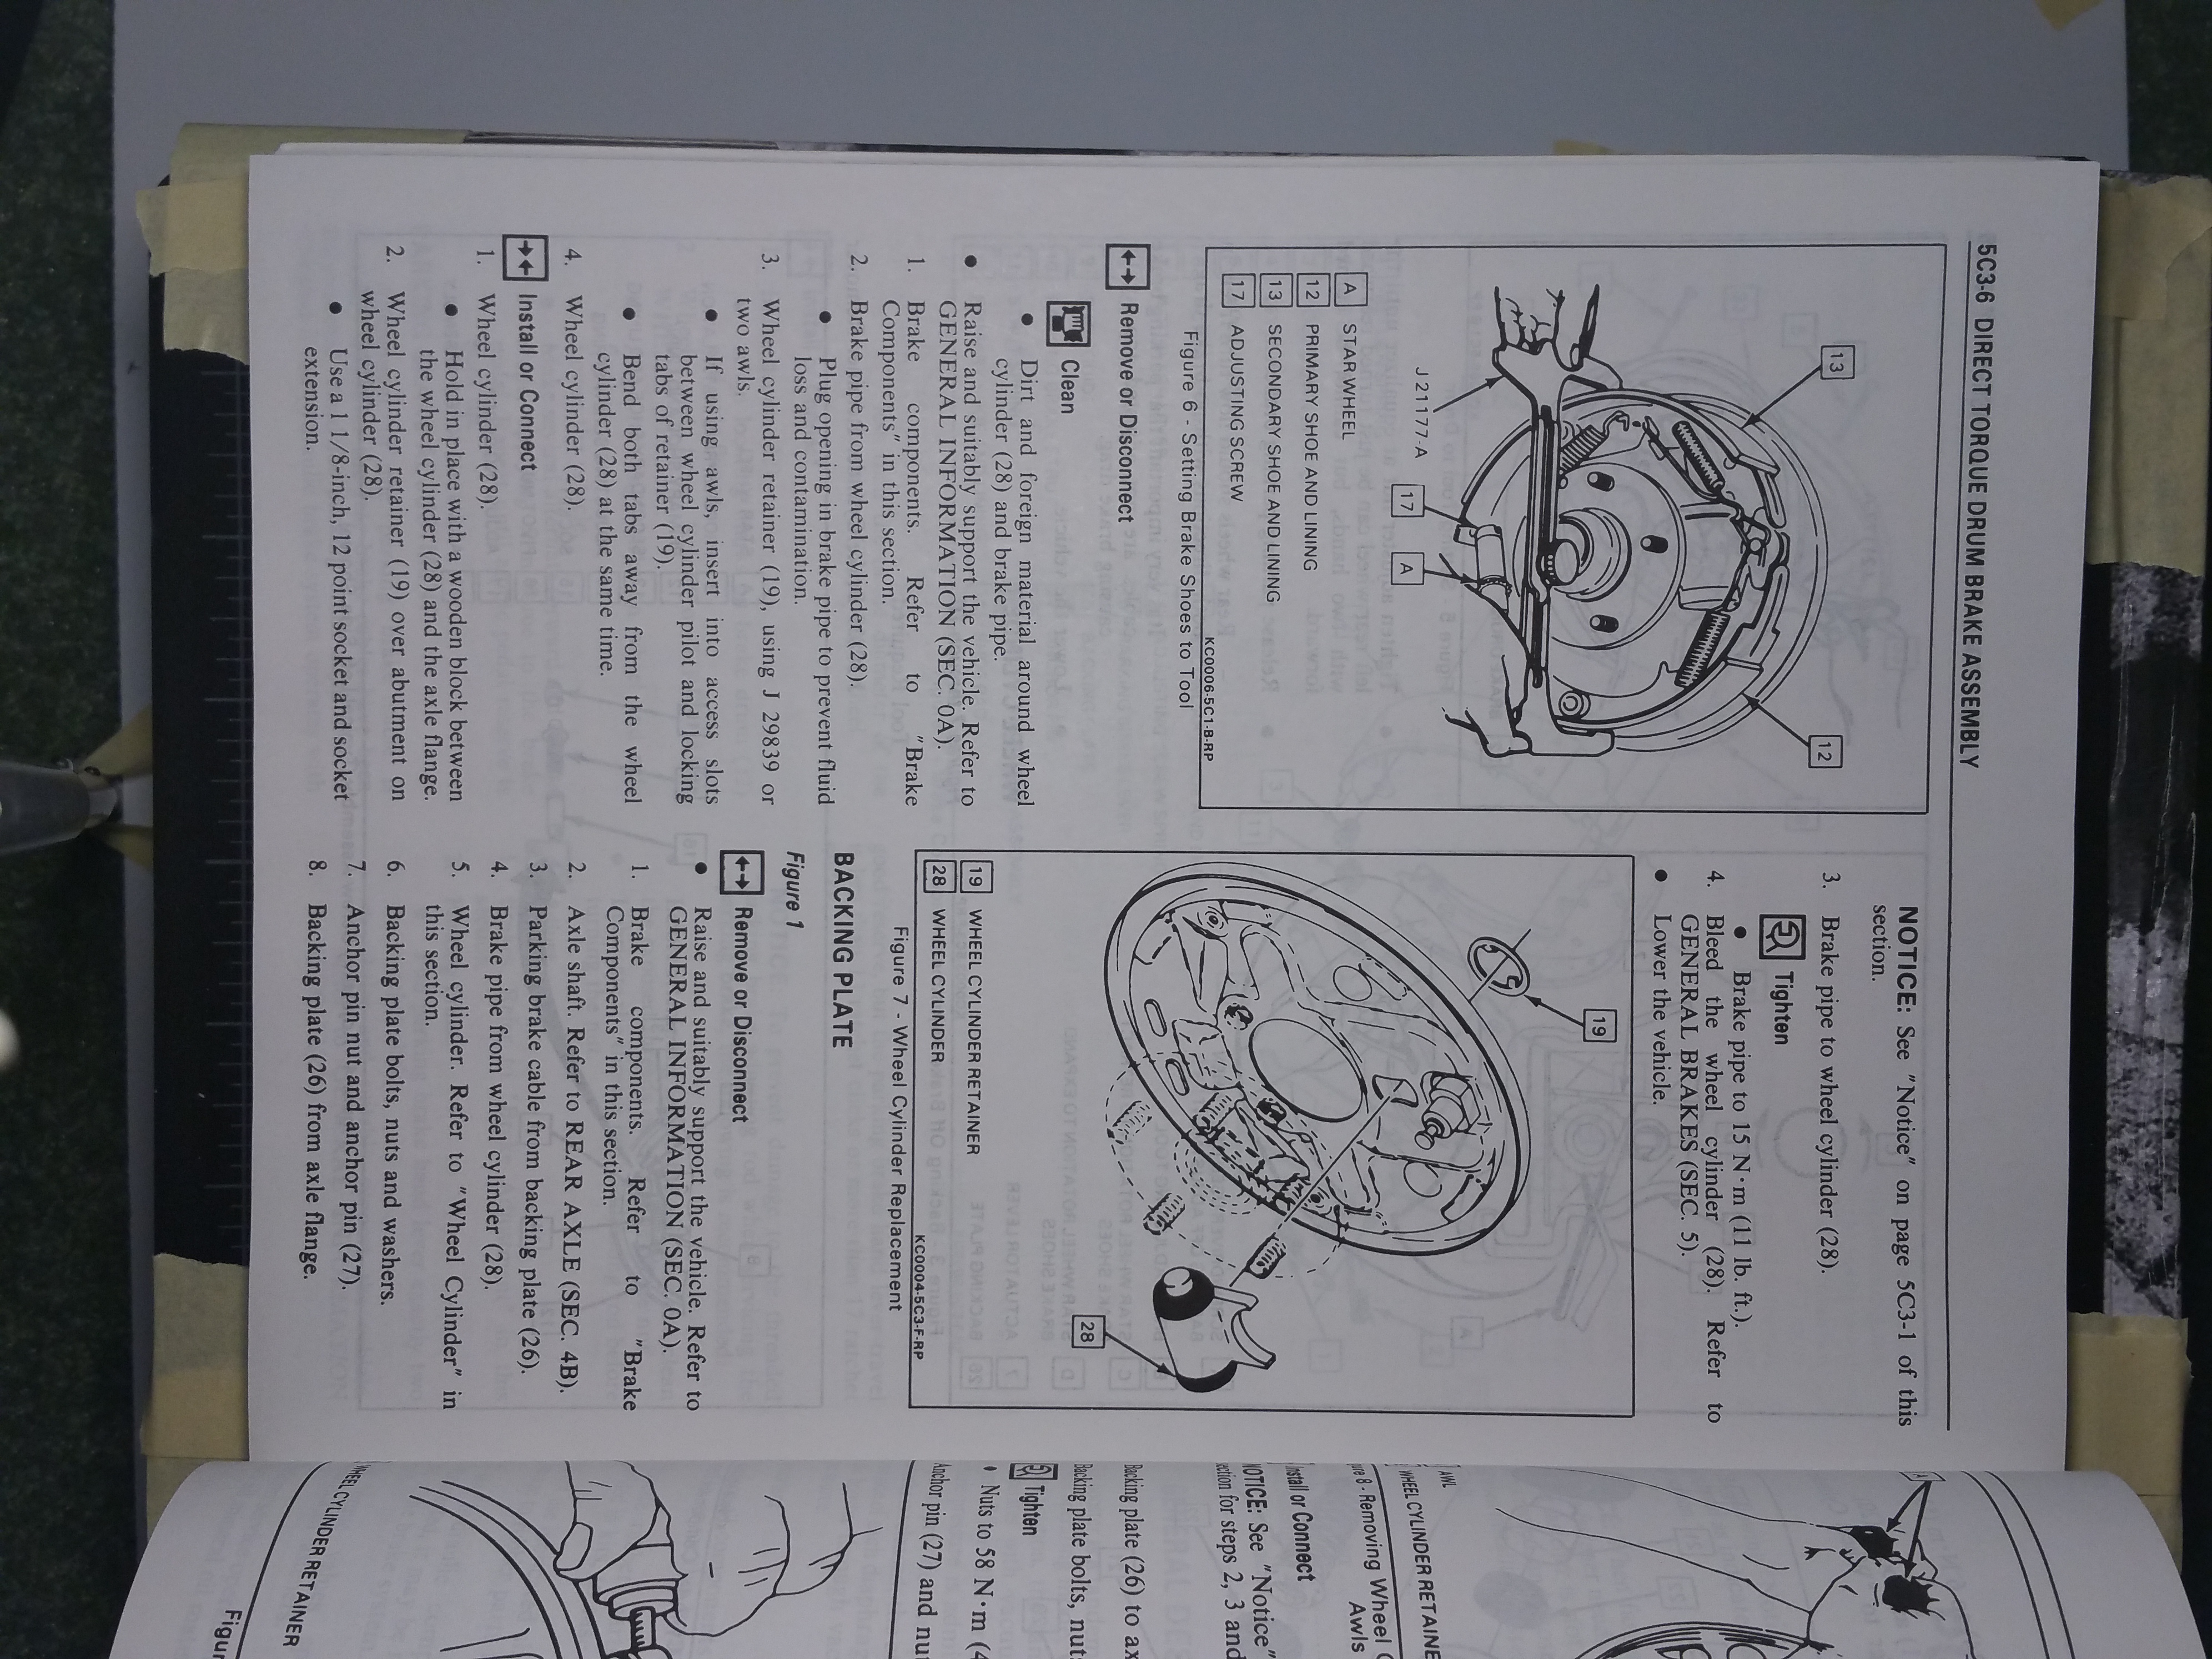 5C3-6 DIRECT TORQUE DRUM BRAKE ASSEMBLY
13
12
J 21177-A
17
A
A STAR WHEEL
12 PRIMARY SHOE AND LINING
13 SECONDARY SHOE AND LINING
17 ADJUSTING SCREW
KC0006-5C1-B-RP
Figure 6 - Setting Brake Shoes to Tool
Remove or Disconnect
Clean
• Dirt and foreign material around wheel
cylinder (28) and brake pipe.
• Raise and suitably support the vehicle. Refer to
GENERAL INFORMATION (SEC. 0A).
1. Brake components. Refer to "Brake
Components" in this section.
2. Brake pipe from wheel cylinder (28).
• Plug opening in brake pipe to prevent fluid
loss and contamination.
3. Wheel cylinder retainer (19), using J 29839 or
two awls.
• If using awls, insert into access slots
between wheel cylinder pilot and locking
tabs of retainer (19).
• Bend both tabs away from the wheel
cylinder (28) at the same time.
4. Wheel cylinder (28).
Install or Connect
1. Wheel cylinder (28).
• Hold in place with a wooden block between
the wheel cylinder (28) and the axle flange.
2. Wheel cylinder retainer (19) over abutment on
wheel cylinder (28).
• Use a 1 1/8-inch, 12 point socket and socket
extension.
NOTICE: See "Notice" on page 5C3-1 of this
section.
3. Brake pipe to wheel cylinder (28).
Tighten
• Brake pipe to 15 N·m (11 lb. ft.).
4. Bleed the wheel cylinder (28). Refer to
GENERAL BRAKES (SEC. 5).
• Lower the vehicle.
19
28
19 WHEEL CYLINDER RETAINER
28 WHEEL CYLINDER
KC0004-5C3-F-RP
Figure 7 - Wheel Cylinder Replacement
BACKING PLATE
Figure 1
Remove or Disconnect
• Raise and suitably support the vehicle. Refer to
GENERAL INFORMATION (SEC. 0A).
1. Brake components. Refer to "Brake
Components" in this section.
2. Axle shaft. Refer to REAR AXLE (SEC. 4B).
3. Parking brake cable from backing plate (26).
4. Brake pipe from wheel cylinder (28).
5. Wheel cylinder. Refer to "Wheel Cylinder" in
this section.
6. Backing plate bolts, nuts and washers.
7. Anchor pin nut and anchor pin (27).
8. Backing plate (26) from axle flange.
A
AWL
WHEEL CYLINDER RETAINE
8 - Removing Wheel
Awls
Install or Connect
NOTICE: See "Notice"
ection for steps 2, 3 and
Backing plate (26) to ax
Backing plate bolts, nut
Tighten
• Nuts to 58 N·m (4
Anchor pin (27) and nut
WHEEL CYLINDER RETAINER
Figur